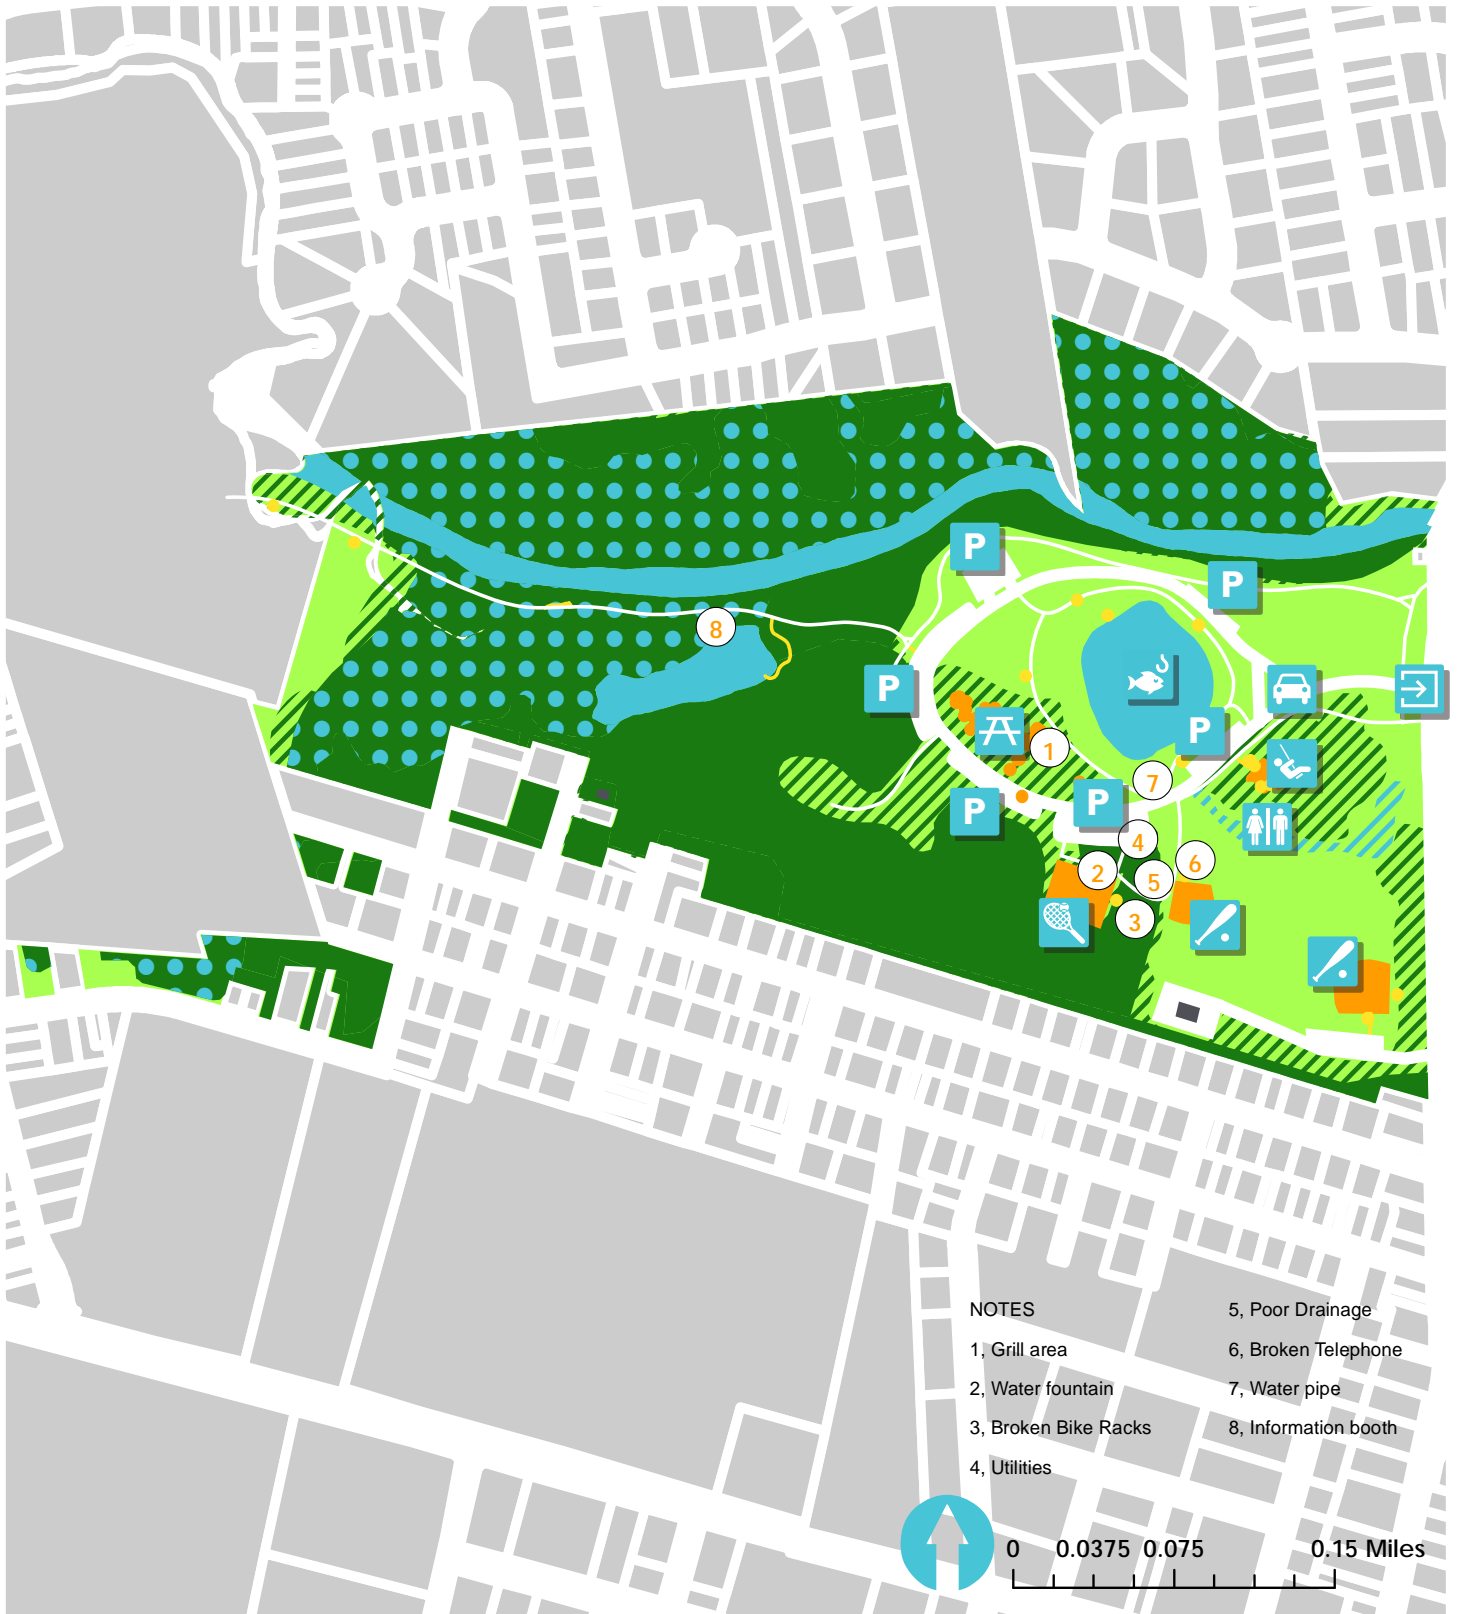 P
P
8
P
P
1
7
P
P
4
6
2
5
3
NOTES
1, Grill area
2, Water fountain
3, Broken Bike Racks
4, Utilities
5, Poor Drainage
6, Broken Telephone
7, Water pipe
8, Information booth
0 0.0375 0.075 0.15 Miles